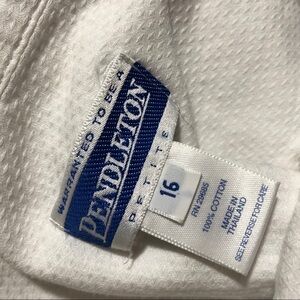 WARRANTED TO BE A
PENDLETON
PETITE
16
RN 29685
100% COTTON
MADE IN
THAILAND
SEE REVERSE FOR CARE